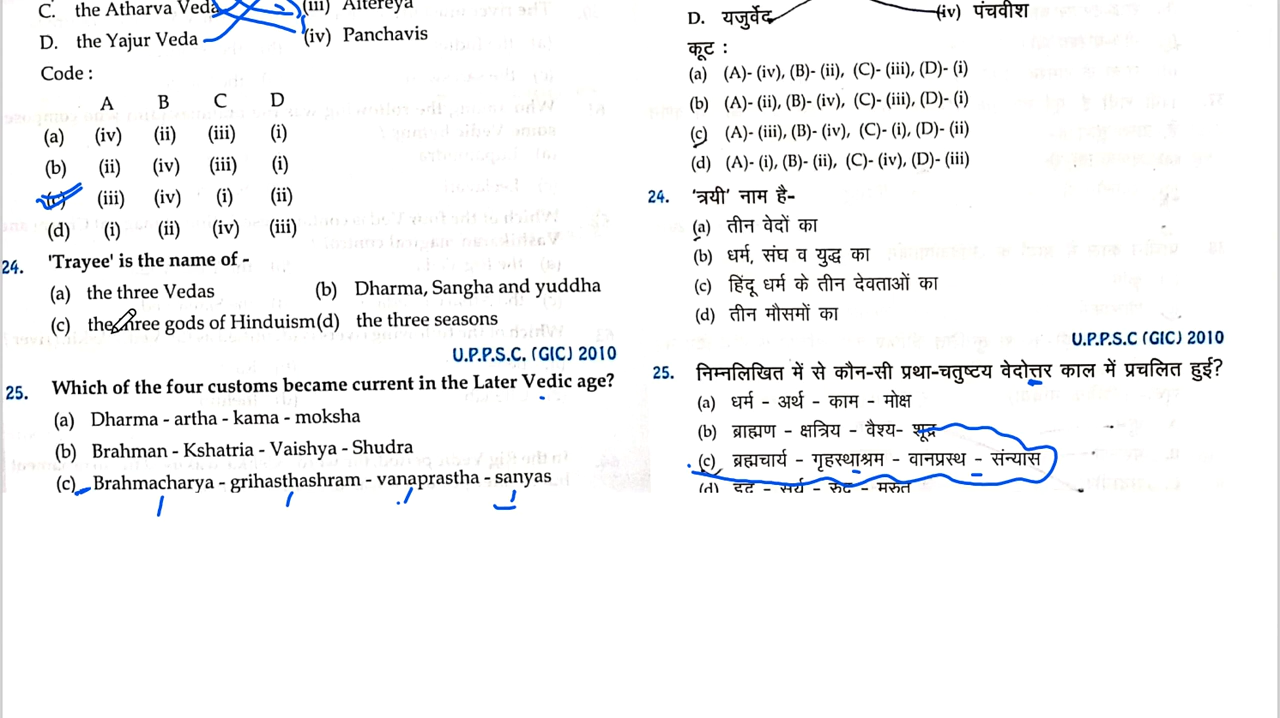 C. the Atharva Veda (iii) Aitereya
D. the Yajur Veda (iv) Panchavis
Code :
A B C D
(a) (iv) (ii) (iii) (i)
(b) (ii) (iv) (iii) (i)
(c) (iii) (iv) (i) (ii)
(d) (i) (ii) (iv) (iii)
24. 'Trayee' is the name of -
(a) the three Vedas (b) Dharma, Sangha and yuddha
(c) the three gods of Hinduism (d) the three seasons
U.P.P.S.C. (GIC) 2010
25. Which of the four customs became current in the Later Vedic age?
(a) Dharma - artha - kama - moksha
(b) Brahman - Kshatria - Vaishya - Shudra
(c) Brahmacharya - grihasthashram - vanaprastha - sanyas
D. यजुर्वेद (iv) पंचवीश
कूट :
(a) (A)- (iv), (B)- (ii), (C)- (iii), (D)- (i)
(b) (A)- (ii), (B)- (iv), (C)- (iii), (D)- (i)
(c) (A)- (iii), (B)- (iv), (C)- (i), (D)- (ii)
(d) (A)- (i), (B)- (ii), (C)- (iv), (D)- (iii)
24. 'त्रयी' नाम है-
(a) तीन वेदों का
(b) धर्म, संघ व युद्ध का
(c) हिंदू धर्म के तीन देवताओं का
(d) तीन मौसमों का
U.P.P.S.C (GIC) 2010
25. निम्नलिखित में से कौन-सी प्रथा-चतुष्टय वेदोत्तर काल में प्रचलित हुई?
(a) धर्म - अर्थ - काम - मोक्ष
(b) ब्राह्मण - क्षत्रिय - वैश्य- शूद्र
(c) ब्रह्मचार्य - गृहस्थाश्रम - वानप्रस्थ - संन्यास